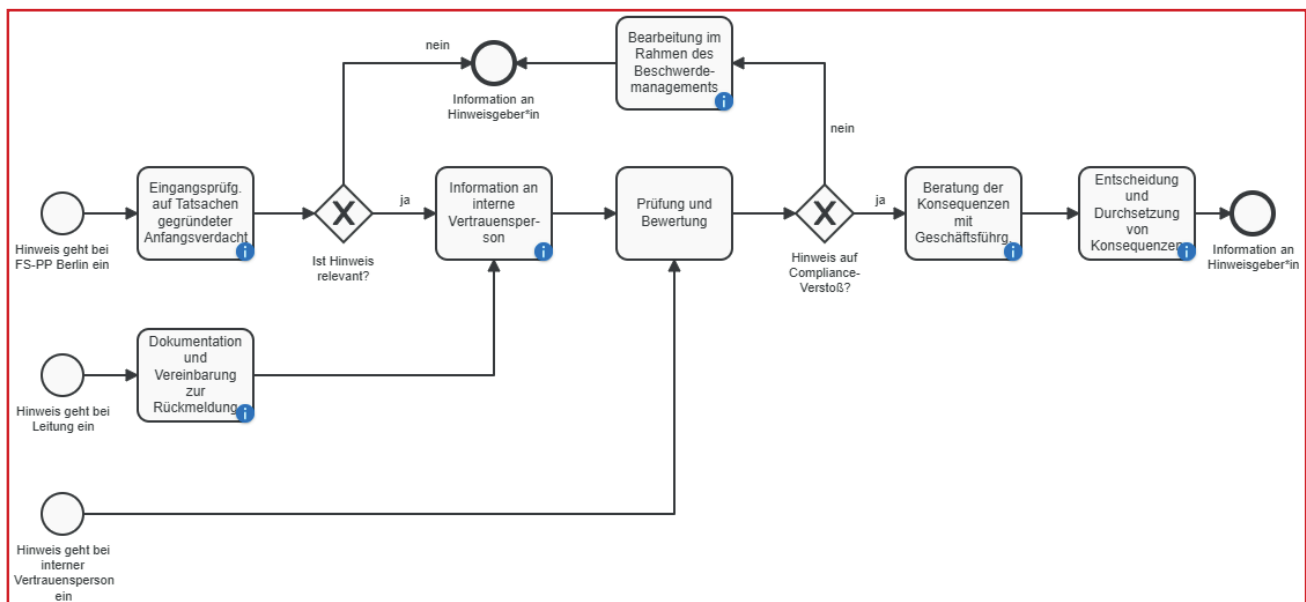 nein
Information an
Hinweisgeber*in
Bearbeitung im
Rahmen des
Beschwerde-
managements
nein
Hinweis geht bei
FS-PP Berlin ein
Eingangsprüfg.
auf Tatsachen
gegründeter
Anfangsverdacht
Ist Hinweis
relevant?
ja
Information an
interne
Vertrauensper-
son
Prüfung und
Bewertung
Hinweis auf
Compliance-
Verstoß?
ja
Beratung der
Konsequenzen
mit
Geschäftsführg.
Entscheidung
und
Durchsetzung
von
Konsequenzen
Information an
Hinweisgeber*in
Hinweis geht bei
Leitung ein
Dokumentation
und
Vereinbarung
zur
Rückmeldung
Hinweis geht bei
interner
Vertrauensperson
ein